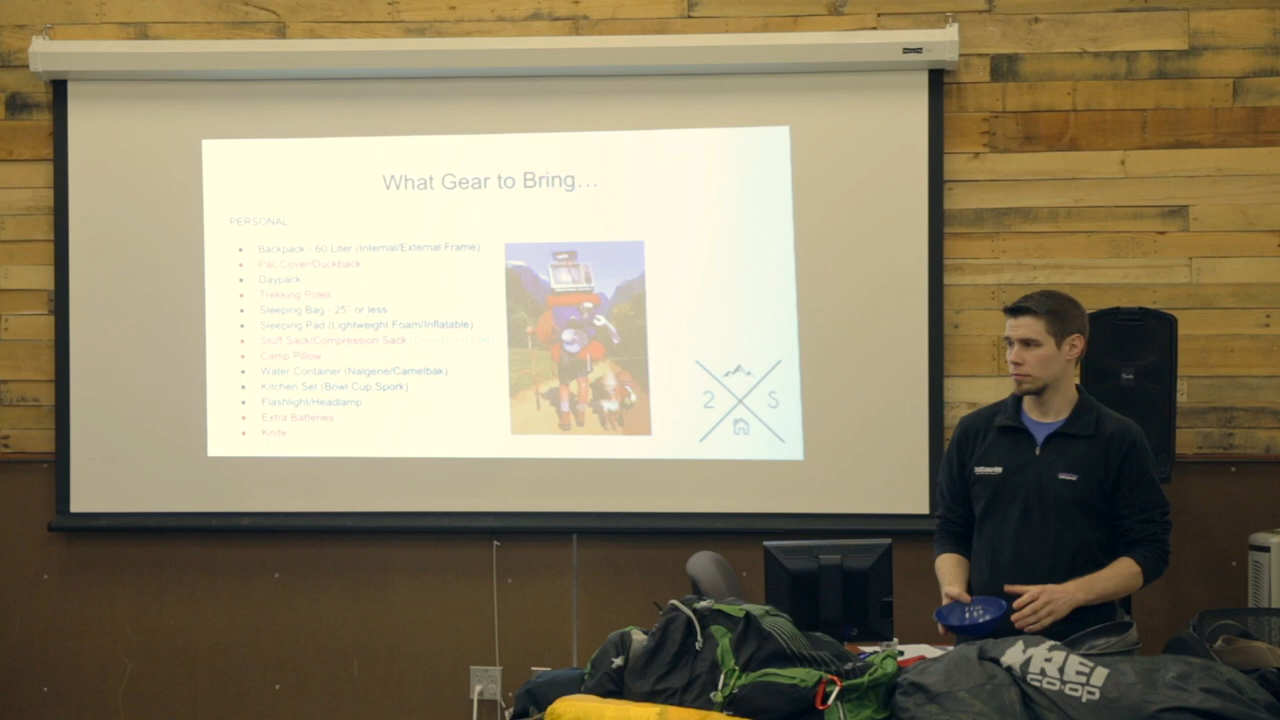 What Gear to Bring...
PERSONAL
• Backpack - 60 Liter (Internal/External Frame)
• Pac Cover/Duckback
• Daypack
• Trekking Poles
• Sleeping Bag - 25° or less
• Sleeping Pad (Lightweight Foam/Inflatable)
• Stuff Sack/Compression Sack
• Camp Pillow
• Water Container (Nalgene/Camelbak)
• Kitchen Set (Bowl,Cup,Spork)
• Flashlight/Headlamp
• Extra Batteries
• Knife
2 S
patagonia
REI
co·op